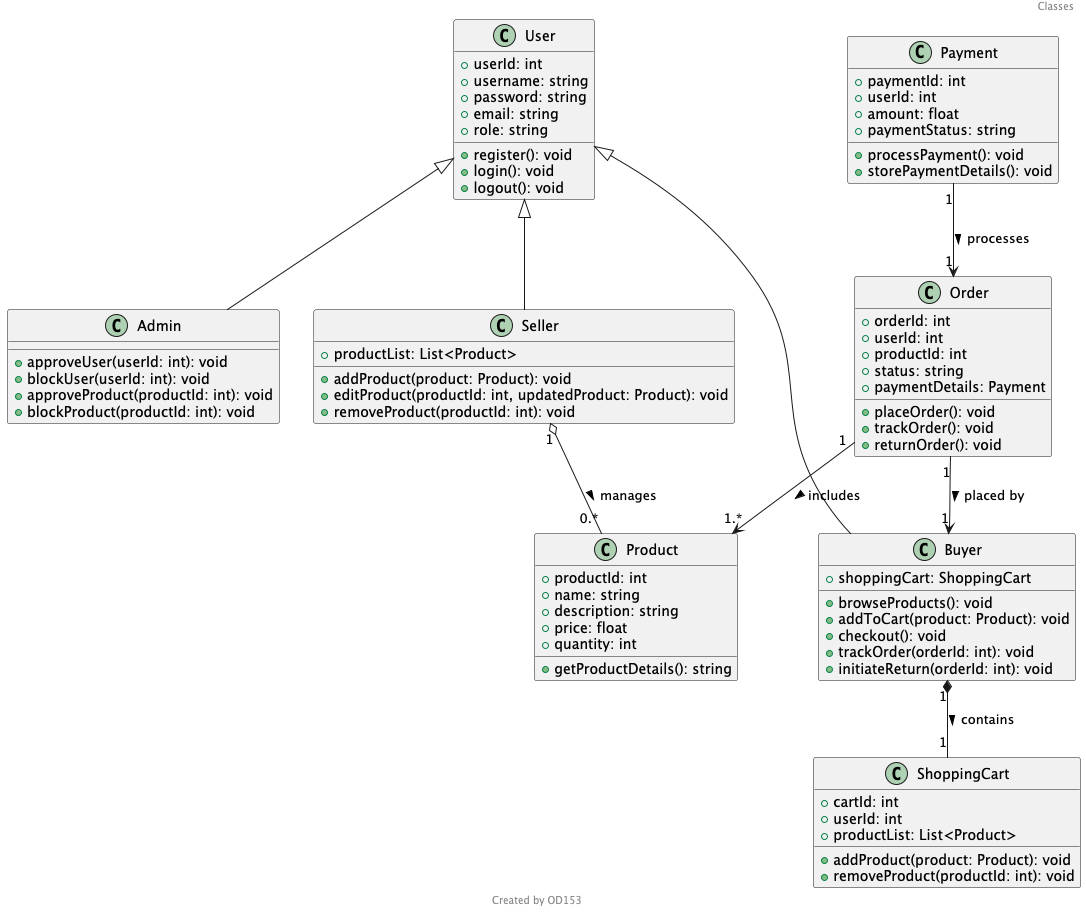 Classes
C User
userId: int
username: string
password: string
email: string
role: string
register(): void
login(): void
logout(): void
C Payment
paymentId: int
userId: int
amount: float
paymentStatus: string
processPayment(): void
storePaymentDetails(): void
1
processes
1
C Admin
approveUser(userId: int): void
blockUser(userId: int): void
approveProduct(productId: int): void
blockProduct(productId: int): void
C Seller
productList: List<Product>
addProduct(product: Product): void
editProduct(productId: int, updatedProduct: Product): void
removeProduct(productId: int): void
C Order
orderId: int
userId: int
productId: int
status: string
paymentDetails: Payment
placeOrder(): void
trackOrder(): void
returnOrder(): void
1
manages
0.*
1
includes
1.*
1
placed by
1
C Product
productId: int
name: string
description: string
price: float
quantity: int
getProductDetails(): string
C Buyer
shoppingCart: ShoppingCart
browseProducts(): void
addToCart(product: Product): void
checkout(): void
trackOrder(orderId: int): void
initiateReturn(orderId: int): void
1
contains
1
C ShoppingCart
cartId: int
userId: int
productList: List<Product>
addProduct(product: Product): void
removeProduct(productId: int): void
Created by OD153